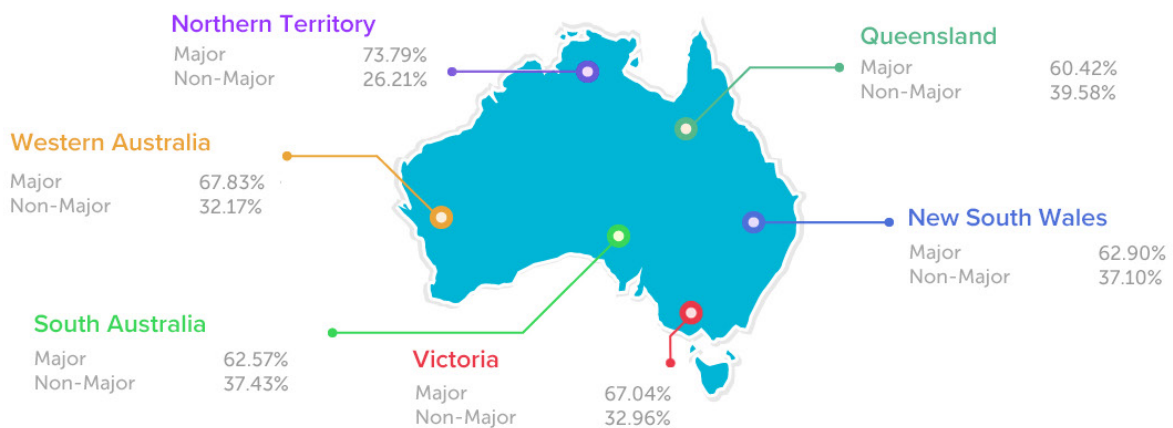 Northern Territory
Major 73.79%
Non-Major 26.21%
Queensland
Major 60.42%
Non-Major 39.58%
Western Australia
Major 67.83%
Non-Major 32.17%
New South Wales
Major 62.90%
Non-Major 37.10%
South Australia
Major 62.57%
Non-Major 37.43%
Victoria
Major 67.04%
Non-Major 32.96%